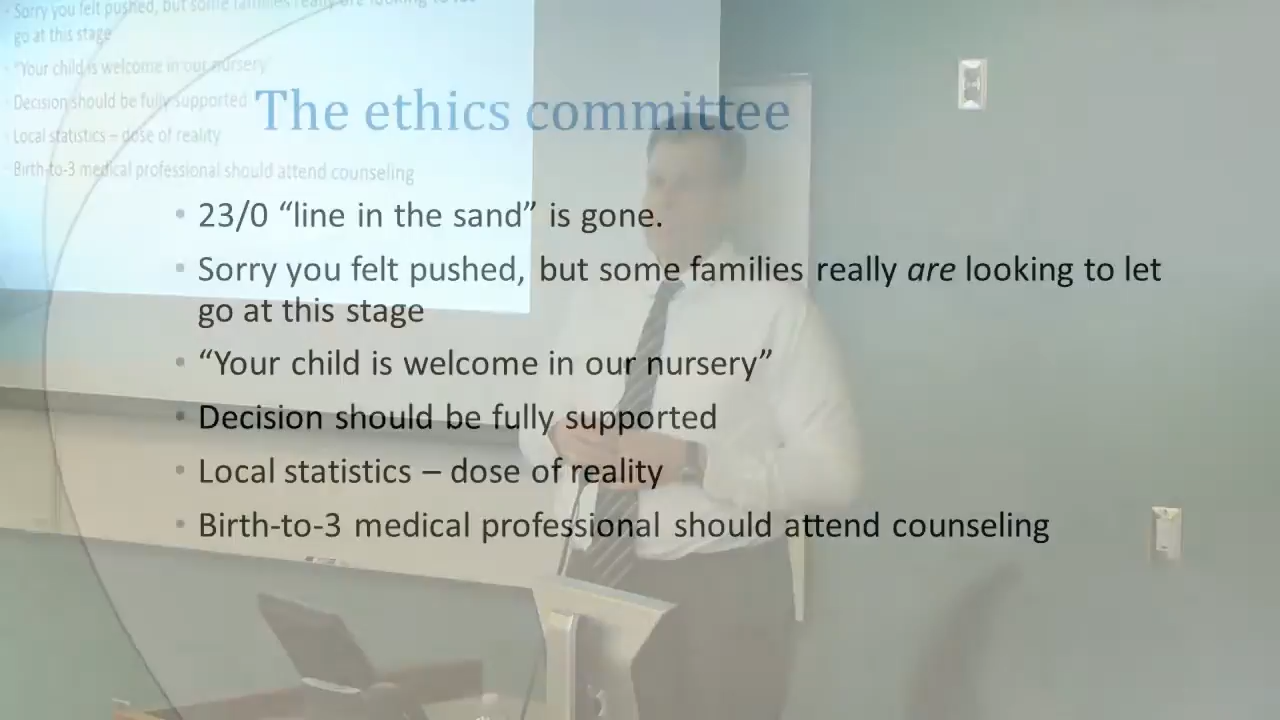 Sorry you felt pushed, but some families really are looking to let
go at this stage
"Your child is welcome in our nursery"
Decision should be fully supported
Local statistics – dose of reality
Birth-to-3 medical professional should attend counseling
The ethics committee
• 23/0 “line in the sand” is gone.
• Sorry you felt pushed, but some families really are looking to let
go at this stage
• “Your child is welcome in our nursery”
• Decision should be fully supported
• Local statistics – dose of reality
• Birth-to-3 medical professional should attend counseling